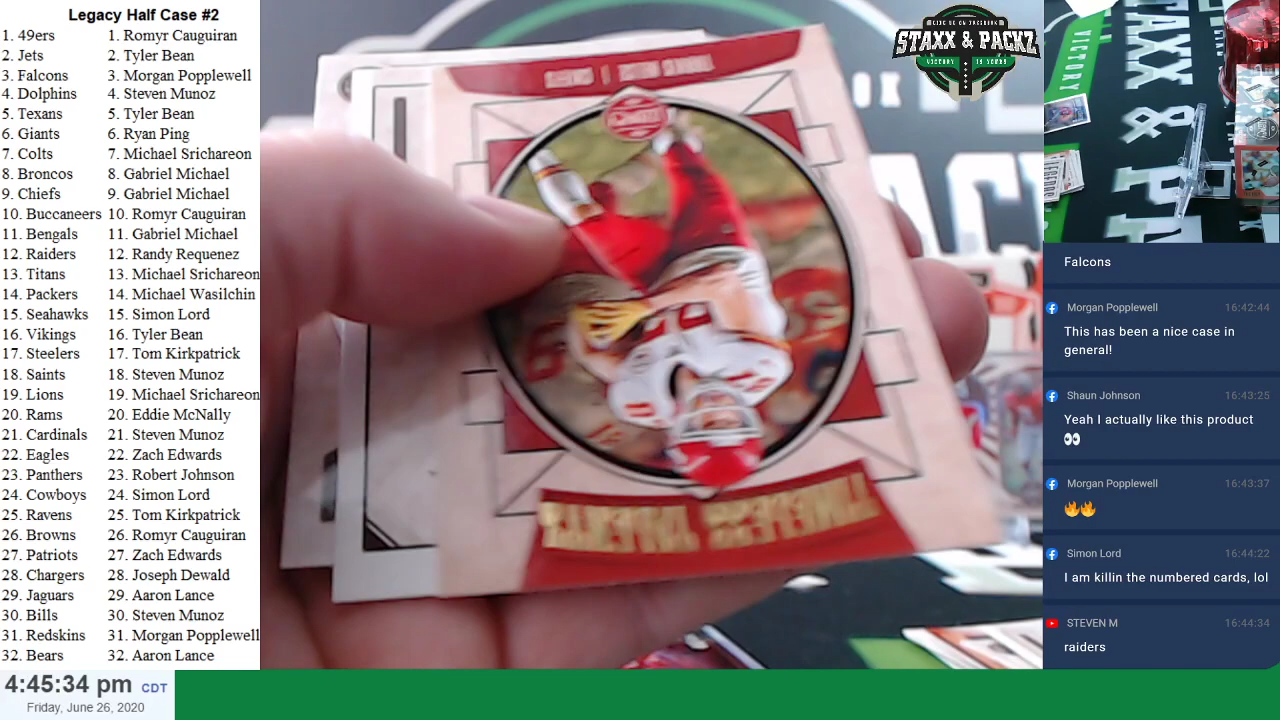 Legacy Half Case #2
1. 49ers 1. Romyr Cauguiran
2. Jets 2. Tyler Bean
3. Falcons 3. Morgan Popplewell
4. Dolphins 4. Steven Munoz
5. Texans 5. Tyler Bean
6. Giants 6. Ryan Ping
7. Colts 7. Michael Srichareon
8. Broncos 8. Gabriel Michael
9. Chiefs 9. Gabriel Michael
10. Buccaneers 10. Romyr Cauguiran
11. Bengals 11. Gabriel Michael
12. Raiders 12. Randy Requenez
13. Titans 13. Michael Srichareon
14. Packers 14. Michael Wasilchin
15. Seahawks 15. Simon Lord
16. Vikings 16. Tyler Bean
17. Steelers 17. Tom Kirkpatrick
18. Saints 18. Steven Munoz
19. Lions 19. Michael Srichareon
20. Rams 20. Eddie McNally
21. Cardinals 21. Steven Munoz
22. Eagles 22. Zach Edwards
23. Panthers 23. Robert Johnson
24. Cowboys 24. Simon Lord
25. Ravens 25. Tom Kirkpatrick
26. Browns 26. Romyr Cauguiran
27. Patriots 27. Zach Edwards
28. Chargers 28. Joseph Dewald
29. Jaguars 29. Aaron Lance
30. Bills 30. Steven Munoz
31. Redskins 31. Morgan Popplewell
32. Bears 32. Aaron Lance
4:45:34 pm CDT
Friday, June 26, 2020
TIMELESS TALENTS
CHIEFS
STAXX & PACKZ
VICTORY IS YOURS
VICTORY
STAXX & PA
Falcons
Morgan Popplewell 16:42:44
This has been a nice case in
general!
Shaun Johnson 16:43:25
Yeah I actually like this product
👀
Morgan Popplewell 16:43:37
🔥🔥
Simon Lord 16:44:22
I am killin the numbered cards, lol
STEVEN M 16:44:34
raiders